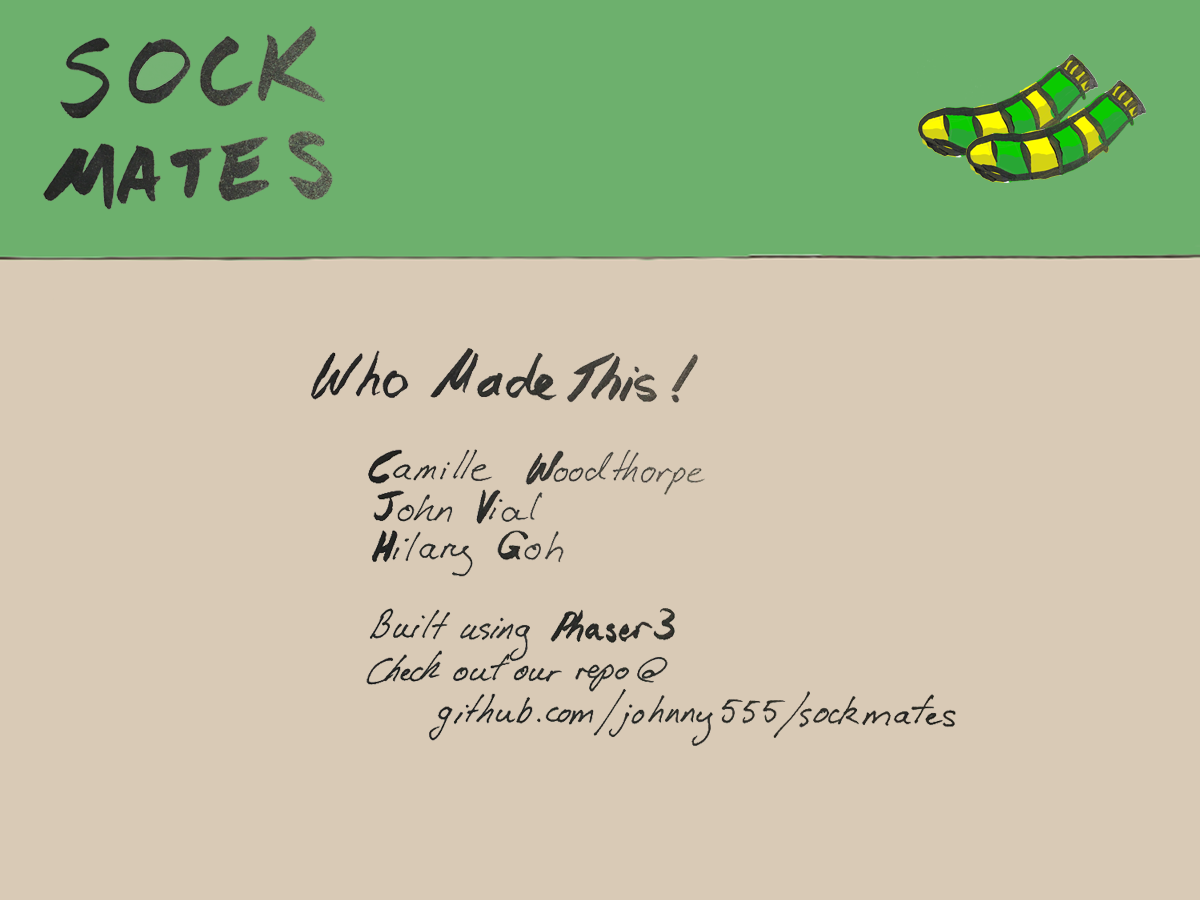 SOCK
MATES
Who Made This!
Camille Woodthorpe
John Vial
Hilary Goh
Built using Phaser3
Check out our repo @
github.com/johnny555/sockmates